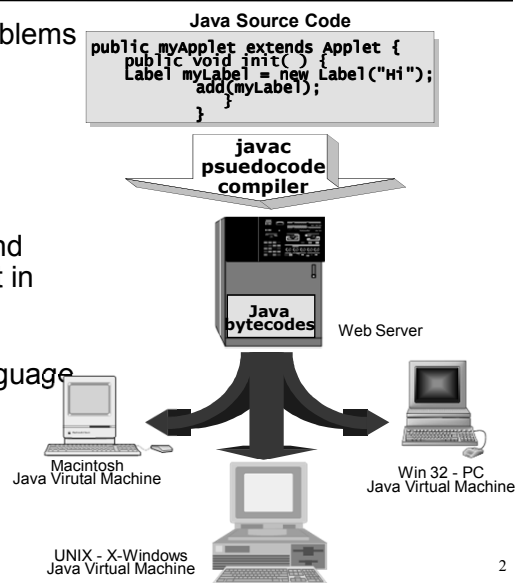 Java Source Code
oblems
public myApplet extends Applet {
public void init( ) {
Label myLabel = new Label("Hi");
add(myLabel);
}
}
javac
psuedocode
compiler
nd
t in
Java
bytecodes
Web Server
guage
Macintosh
Java Virutal Machine
Win 32 - PC
Java Virtual Machine
UNIX - X-Windows
Java Virtual Machine
2